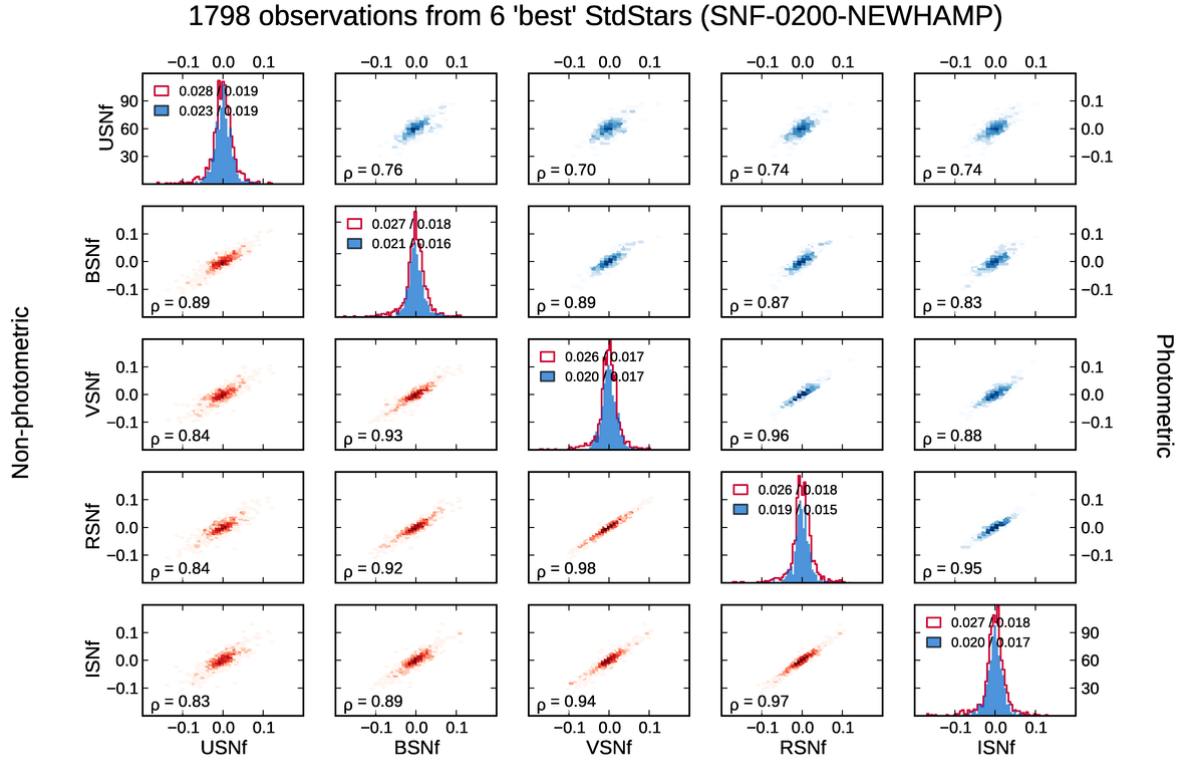 1798 observations from 6 'best' StdStars (SNF-0200-NEWHAMP)
−0.1 0.0 0.1 −0.1 0.0 0.1 −0.1 0.0 0.1 −0.1 0.0 0.1 −0.1 0.0 0.1
USNf
90
60
30
0.028 / 0.019
0.023 / 0.019
ρ = 0.76
ρ = 0.70
ρ = 0.74
ρ = 0.74
0.1
0.0
−0.1
BSNf
0.1
0.0
−0.1
ρ = 0.89
0.027 / 0.018
0.021 / 0.016
ρ = 0.89
ρ = 0.87
ρ = 0.83
0.1
0.0
−0.1
Non-photometric
VSNf
0.1
0.0
−0.1
ρ = 0.84
ρ = 0.93
0.026 / 0.017
0.020 / 0.017
ρ = 0.96
ρ = 0.88
0.1
0.0
−0.1
Photometric
RSNf
0.1
0.0
−0.1
ρ = 0.84
ρ = 0.92
ρ = 0.98
0.026 / 0.018
0.019 / 0.015
ρ = 0.95
0.1
0.0
−0.1
ISNf
0.1
0.0
−0.1
ρ = 0.83
ρ = 0.89
ρ = 0.94
ρ = 0.97
0.027 / 0.018
0.020 / 0.017
90
60
30
−0.1 0.0 0.1 −0.1 0.0 0.1 −0.1 0.0 0.1 −0.1 0.0 0.1 −0.1 0.0 0.1
USNf BSNf VSNf RSNf ISNf